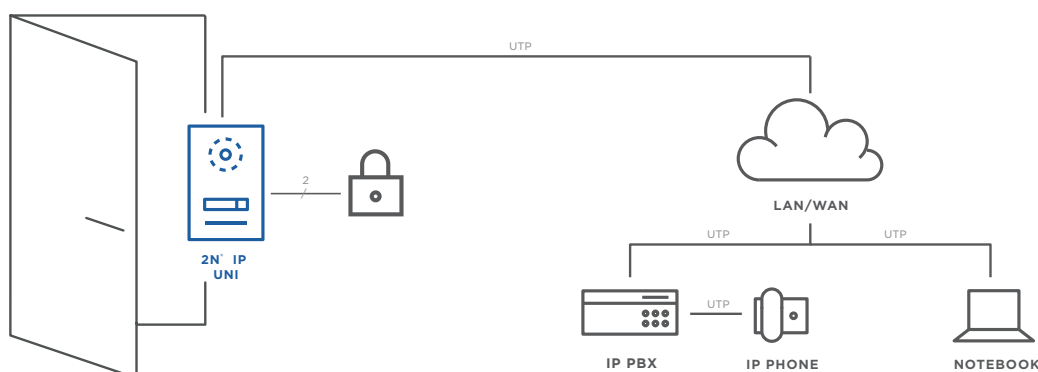 UTP
2
2N° IP
UNI
LAN/WAN
UTP
UTP
UTP
IP PBX
IP PHONE
NOTEBOOK